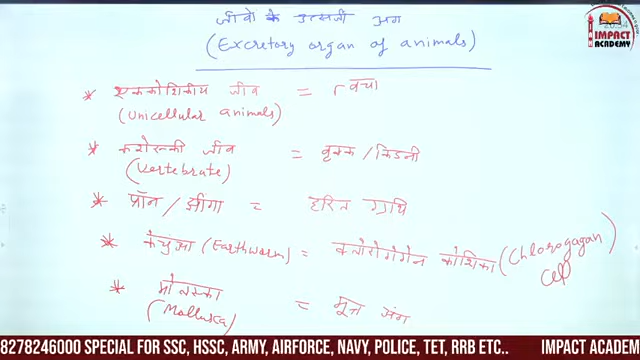 जीवों के उत्सर्जी अंग
(Excretory organ of animals)
* एककोशिकीय जीव = त्वचा
(Unicellular animals)
* कशेरुकी जीव = वृक्क / किडनी
(Vertebrate)
* प्रॉन / झींगा = हरित ग्रंथि
* केंचुआ (Earthworm) = क्लोरोगोगेन कोशिका (Chlorogagan
cell
* मोलस्का = मूत्र अंग
(Mollusca)
IMPACT
ACADEMY
8278246000 SPECIAL FOR SSC, HSSC, ARMY, AIRFORCE, NAVY, POLICE, TET, RRB ETC.. IMPACT ACADEM